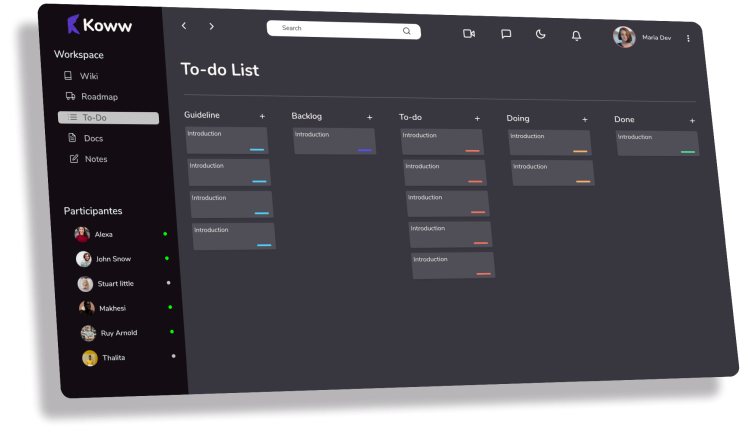 Koww
Search
Maria Dev
Workspace
Wiki
Roadmap
To-Do
Docs
Notes
Participantes
Alexa
John Snow
Stuart little
Makhesi
Ruy Arnold
Thalita
To-do List
Guideline +
Introduction
Introduction
Introduction
Introduction
Backlog +
Introduction
To-do +
Introduction
Introduction
Introduction
Introduction
Introduction
Doing +
Introduction
Introduction
Done +
Introduction